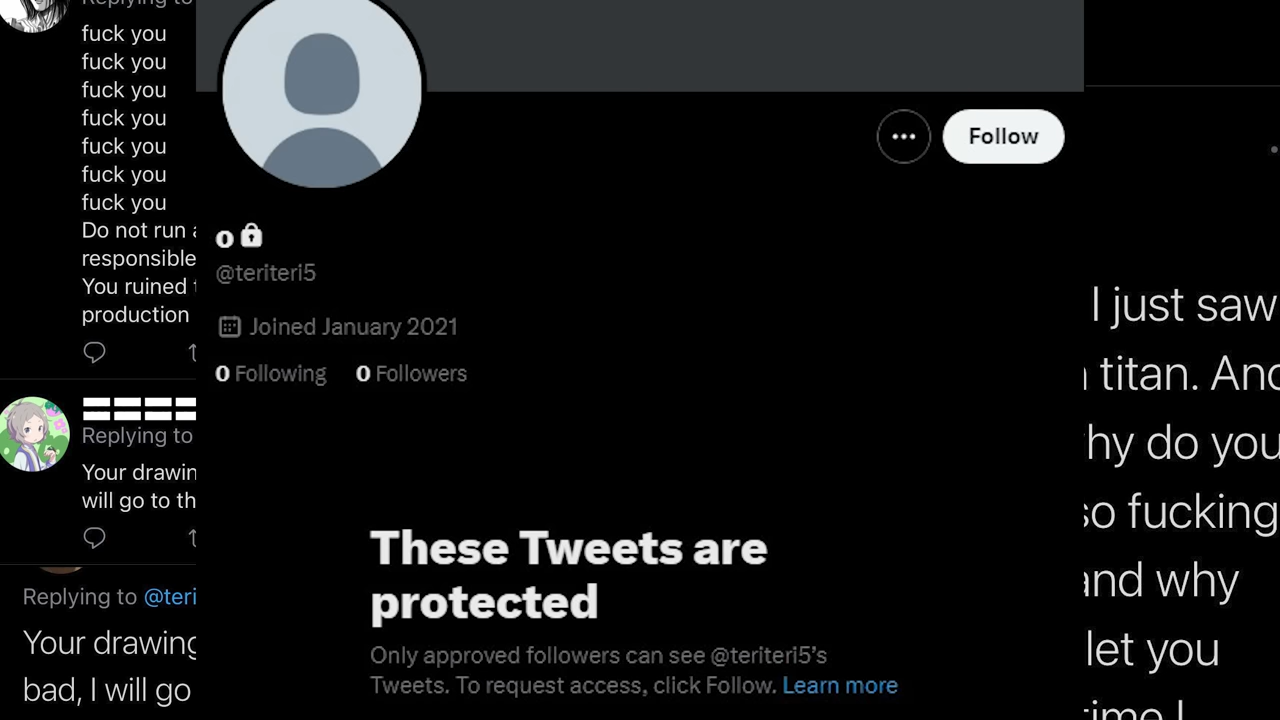 Replying to
fuck you
fuck you
fuck you
fuck you
fuck you
fuck you
fuck you
Do not run
responsible
You ruined
production
Replying to
Your drawin
will go to th
Replying to @teri
Your drawing
bad, I will go
Follow
0
@teriteri5
Joined January 2021
0 Following 0 Followers
These Tweets are
protected
Only approved followers can see @teriteri5’s
Tweets. To request access, click Follow. Learn more
I just saw
titan. And
hy do you
so fucking
and why
let you
time I